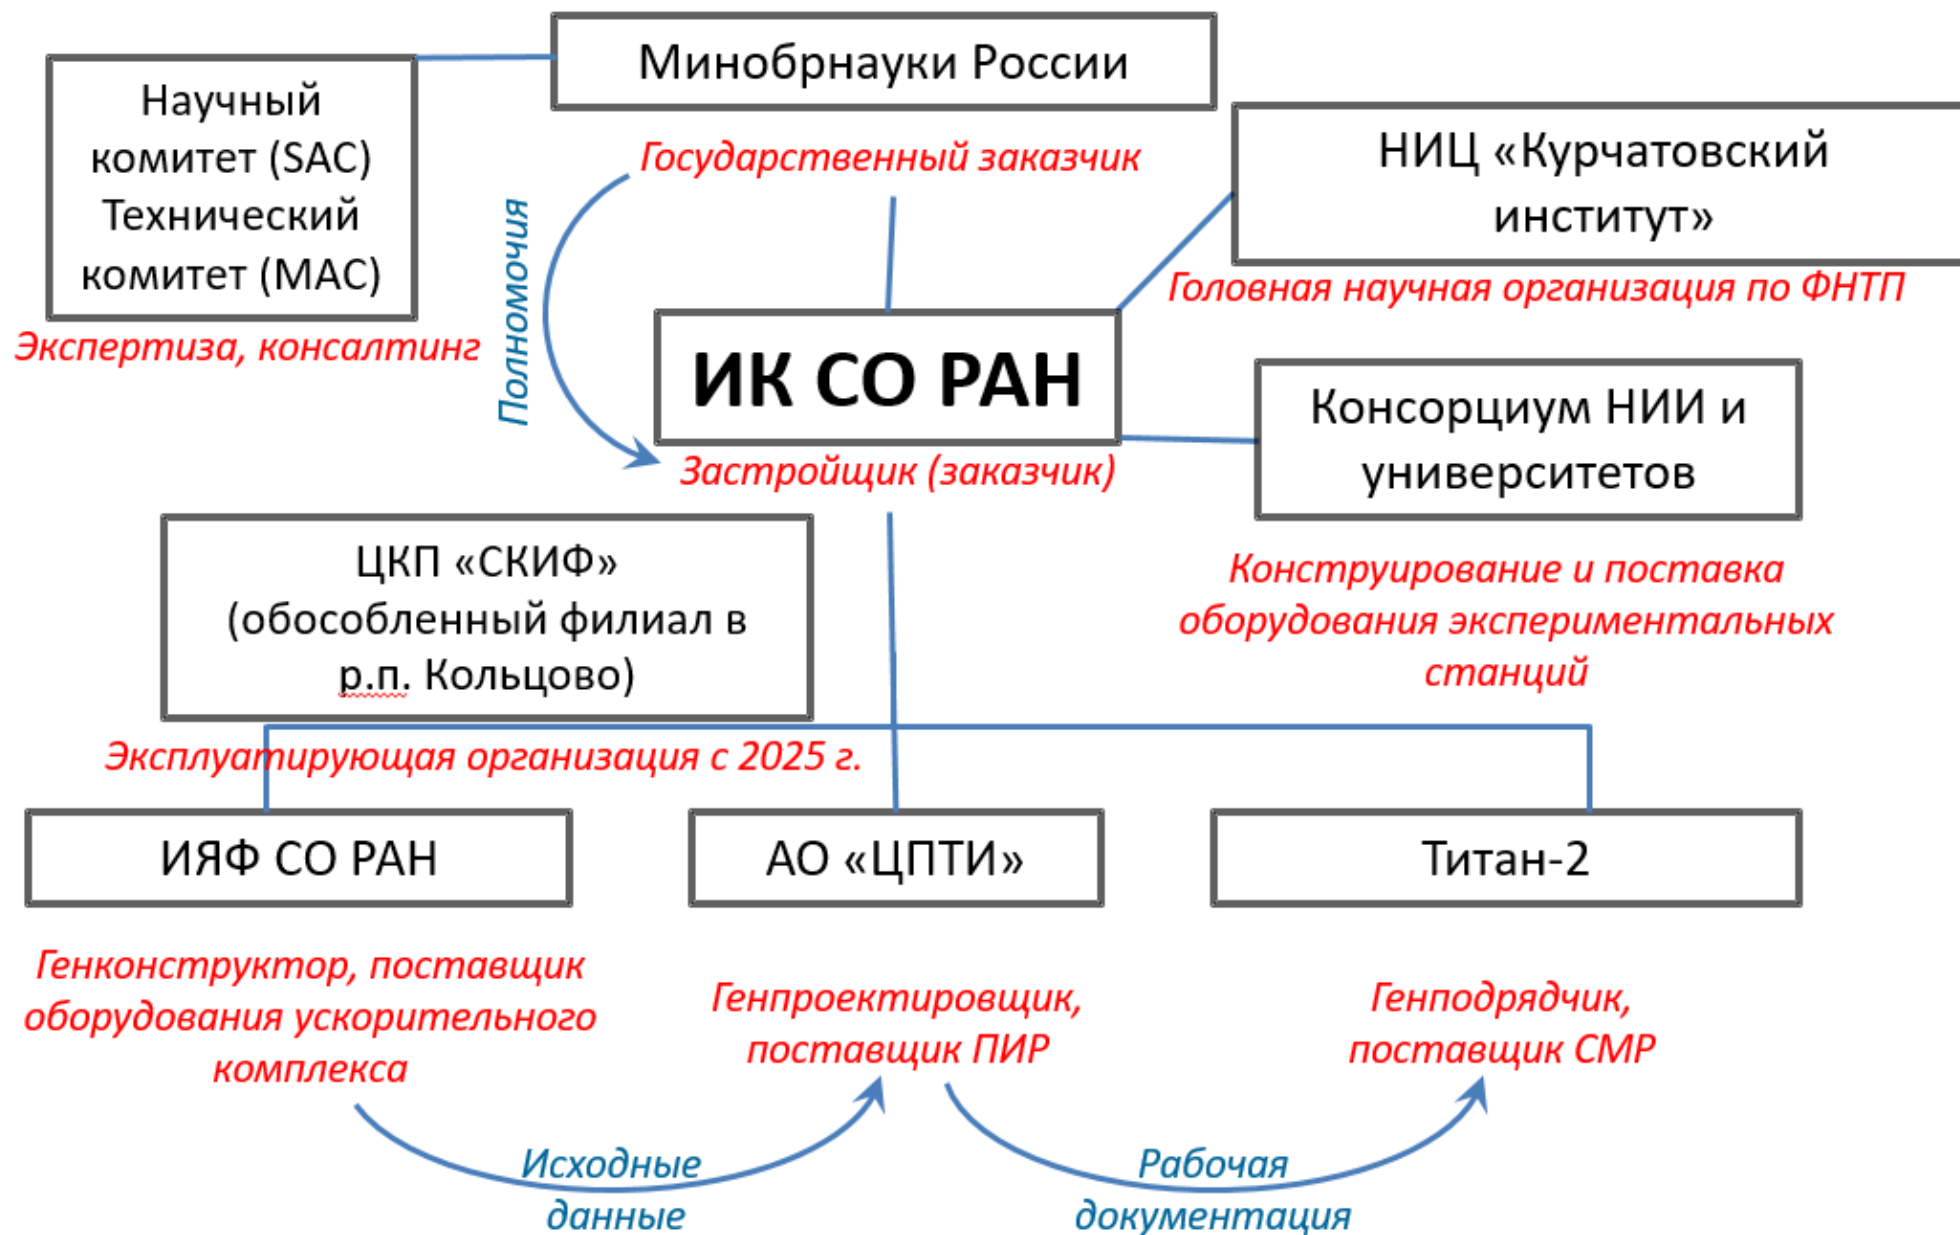 Минобрнауки России
Научный
комитет (SAC)
Технический
комитет (MAC)
Экспертиза, консалтинг
Государственный заказчик
Полномочия
НИЦ «Курчатовский
институт»
Головная научная организация по ФНТП
ИК СО РАН
Застройщик (заказчик)
Консорциум НИИ и
университетов
Конструирование и поставка
оборудования экспериментальных
станций
ЦКП «СКИФ»
(обособленный филиал в
р.п. Кольцово)
Эксплуатирующая организация с 2025 г.
ИЯФ СО РАН
АО «ЦПТИ»
Титан-2
Генконструктор, поставщик
оборудования ускорительного
комплекса
Генпроектировщик,
поставщик ПИР
Генподрядчик,
поставщик СМР
Исходные
данные
Рабочая
документация